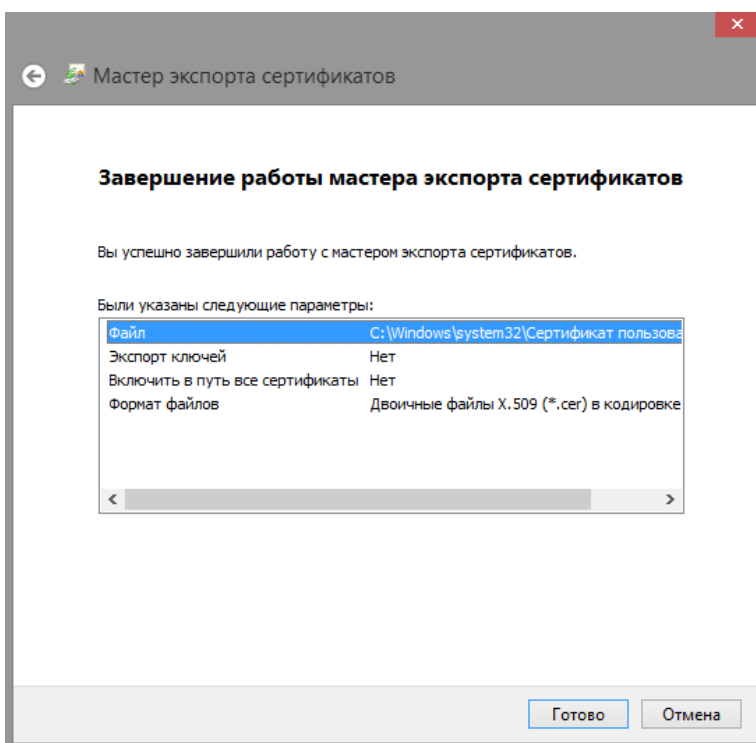 Мастер экспорта сертификатов
Завершение работы мастера экспорта сертификатов
Вы успешно завершили работу с мастером экспорта сертификатов.
Были указаны следующие параметры:
Файл C:\Windows\system32\Сертификат пользова
Экспорт ключей Нет
Включить в путь все сертификаты Нет
Формат файлов Двоичные файлы X.509 (*.cer) в кодировке
Готово Отмена